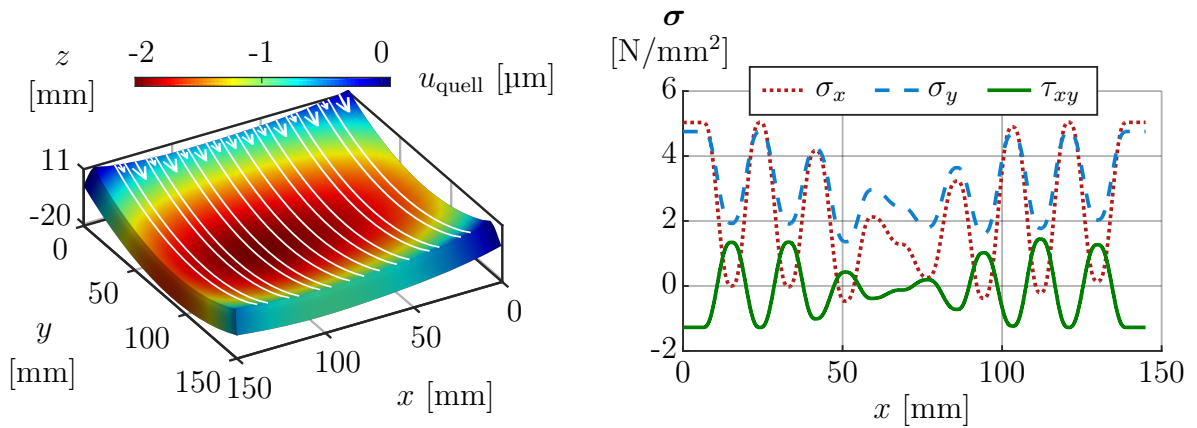 z
[mm]
-2 -1 0
u_quell [µm]
11
-20
0
50
100
150
y
[mm]
150
100
50
0
x [mm]
σ
[N/mm²]
σ_x σ_y τ_xy
6
4
2
0
-2
0 50 100 150
x [mm]